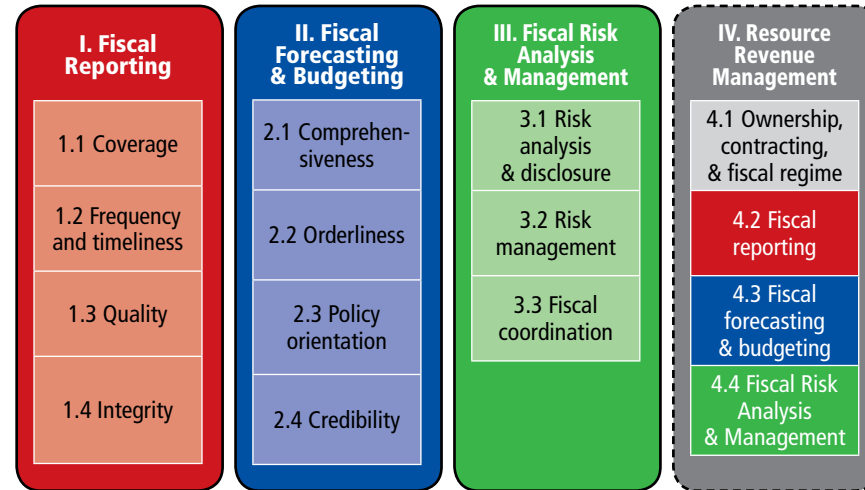 I. Fiscal
Reporting
1.1 Coverage
1.2 Frequency
and timeliness
1.3 Quality
1.4 Integrity
II. Fiscal
Forecasting
& Budgeting
2.1 Comprehen-
siveness
2.2 Orderliness
2.3 Policy
orientation
2.4 Credibility
III. Fiscal Risk
Analysis
& Management
3.1 Risk
analysis
& disclosure
3.2 Risk
management
3.3 Fiscal
coordination
IV. Resource
Revenue
Management
4.1 Ownership,
contracting,
& fiscal regime
4.2 Fiscal
reporting
4.3 Fiscal
forecasting
& budgeting
4.4 Fiscal Risk
Analysis
& Management